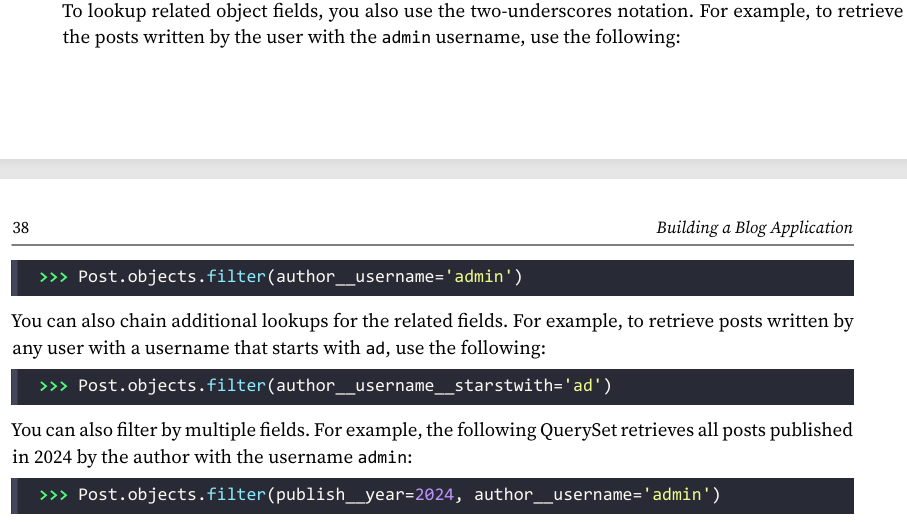 To lookup related object fields, you also use the two-underscores notation. For example, to retrieve
the posts written by the user with the admin username, use the following:
38
Building a Blog Application
>>> Post.objects.filter(author__username='admin')
You can also chain additional lookups for the related fields. For example, to retrieve posts written by
any user with a username that starts with ad, use the following:
>>> Post.objects.filter(author__username__starstwith='ad')
You can also filter by multiple fields. For example, the following QuerySet retrieves all posts published
in 2024 by the author with the username admin:
>>> Post.objects.filter(publish__year=2024, author__username='admin')